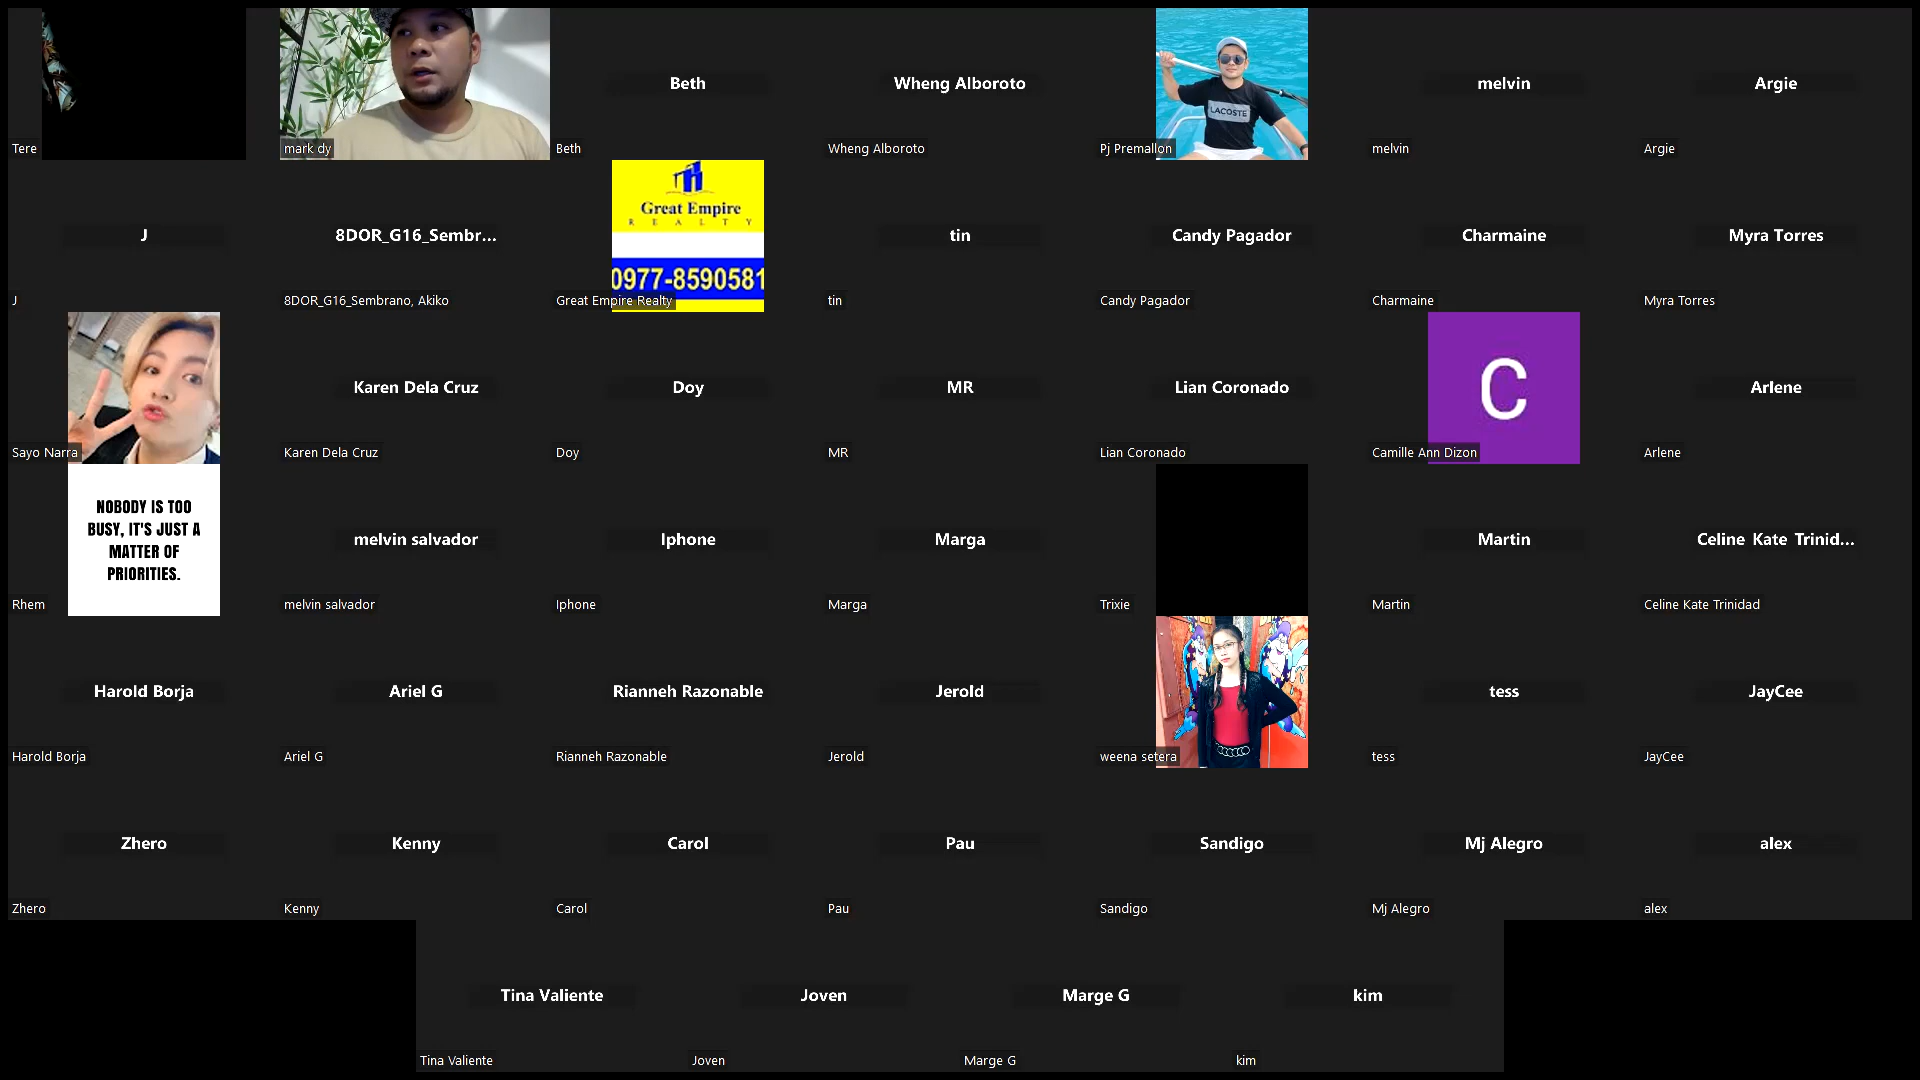 Tere
mark dy
Beth
Beth
Wheng Alboroto
Wheng Alboroto
LACOSTE
Pj Premallon
melvin
melvin
Argie
Argie
J
J
8DOR_G16_Sembr...
8DOR_G16_Sembrano, Akiko
Great Empire
REALTY
0977-8590581
Great Empire Realty
tin
tin
Candy Pagador
Candy Pagador
Charmaine
Charmaine
Myra Torres
Myra Torres
Sayo Narra
Karen Dela Cruz
Karen Dela Cruz
Doy
Doy
MR
MR
Lian Coronado
Lian Coronado
C
Camille Ann Dizon
Arlene
Arlene
NOBODY IS TOO
BUSY, IT'S JUST A
MATTER OF
PRIORITIES.
Rhem
melvin salvador
melvin salvador
Iphone
Iphone
Marga
Marga
Trixie
Martin
Martin
Celine Kate Trinid...
Celine Kate Trinidad
Harold Borja
Harold Borja
Ariel G
Ariel G
Rianneh Razonable
Rianneh Razonable
Jerold
Jerold
weena setera
tess
tess
JayCee
JayCee
Zhero
Zhero
Kenny
Kenny
Carol
Carol
Pau
Pau
Sandigo
Sandigo
Mj Alegro
Mj Alegro
alex
alex
Tina Valiente
Tina Valiente
Joven
Joven
Marge G
Marge G
kim
kim